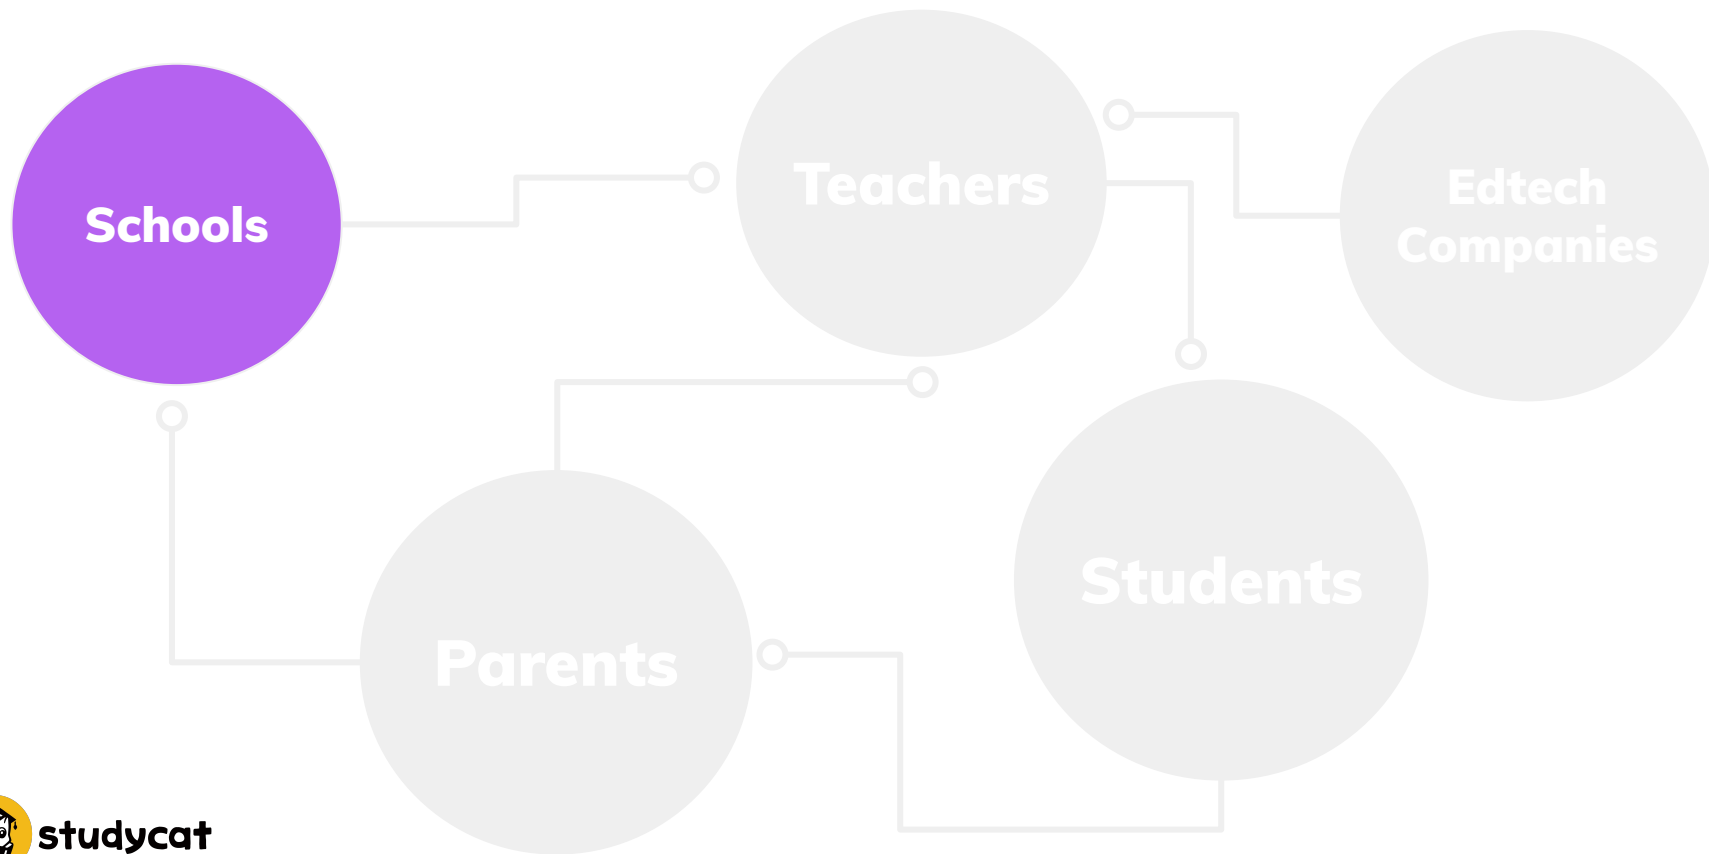 Schools
Teachers
Edtech
Companies
Students
Parents
studycat